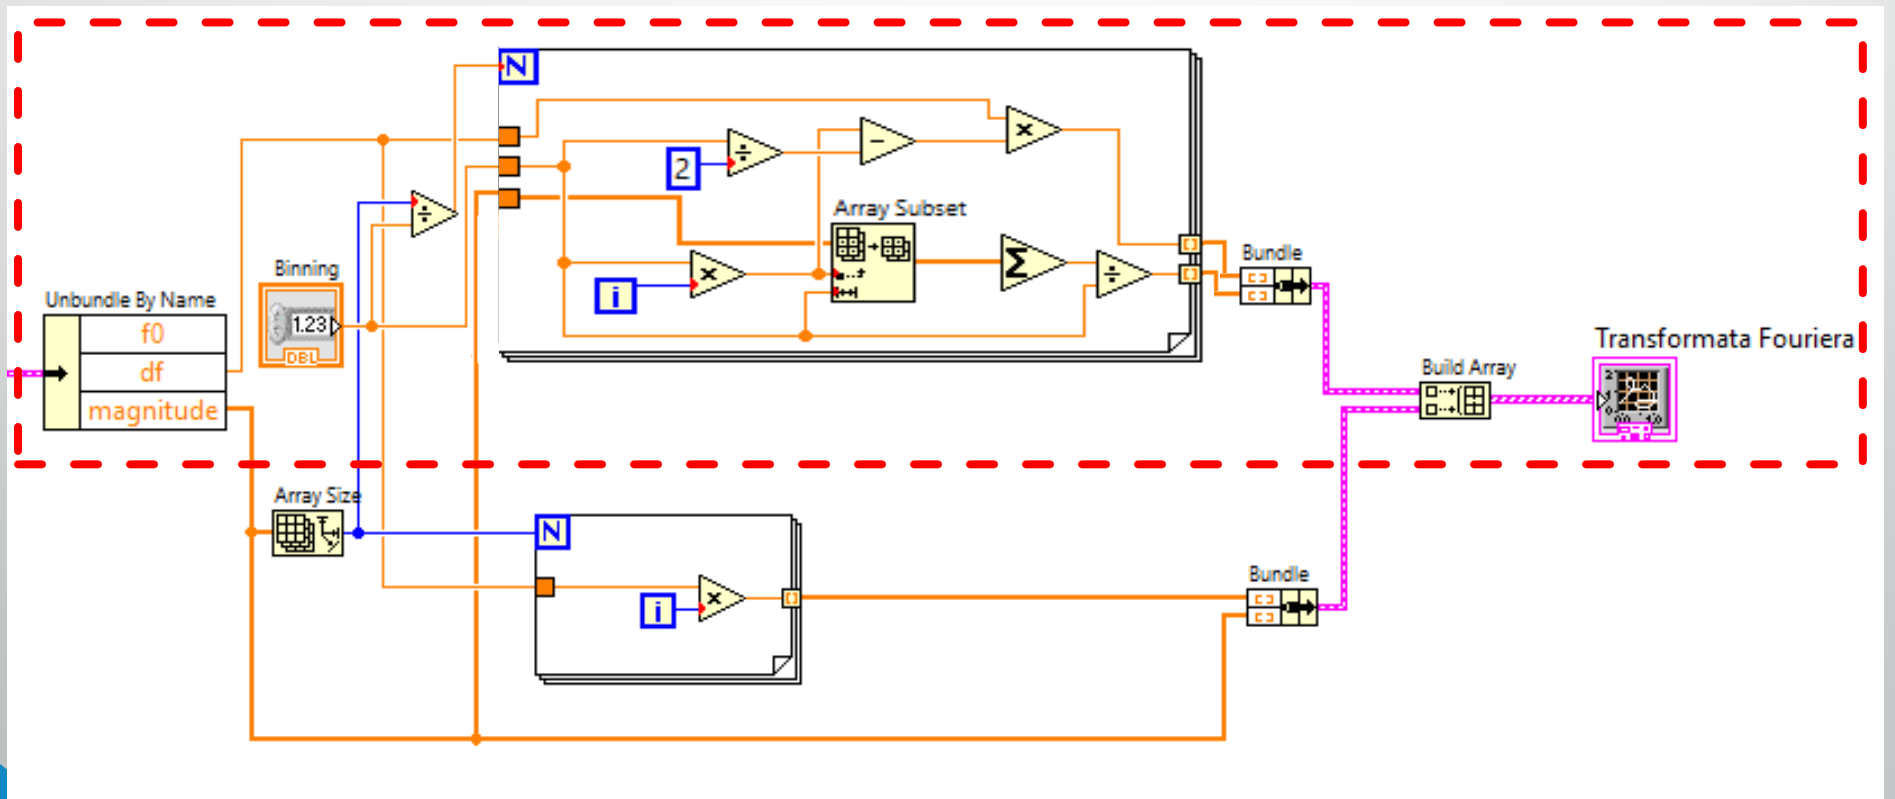 N
2
Array Subset
Binning
i
Bundle
Unbundle By Name
f0
1.23
DBL
df
magnitude
Transformata Fouriera
Build Array
Array Size
N
i
Bundle